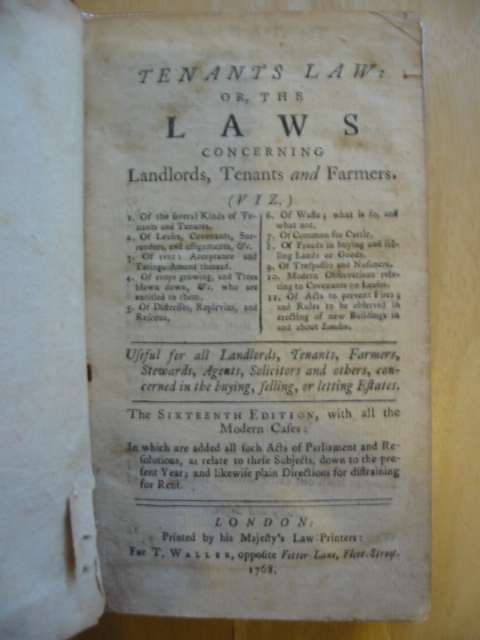 TENANTS LAW:
OR, THE
LAWS
CONCERNING
Landlords, Tenants and Farmers.
(VIZ.)
1. Of the ſeveral Kinds of Tenants and Tenures.
2. Of Leaſes, Covenants, Surrenders, and aſſignments, &c.
3. Of rent: Acceptance and Extinguiſhment thereof.
4. Of crops growing, and Trees blown down, &c. who are entitled to them.
5. Of Diſtreſſes, Replevins, and Reſcous.
6. Of Waſte; what is ſo, and what not.
7. Of Common for Cattle.
8. Of Frauds in buying and ſelling Lands or Goods.
9. Of Treſpaſſes and Nuſances.
10. Modern Obſervations relating to Covenants on Leaſes.
11. Of Acts to prevent Fires; and Rules to be obſerved in erecting of new Buildings in and about London.
Uſeful for all Landlords, Tenants, Farmers,
Stewards, Agents, Solicitors and others, con-
cerned in the buying, ſelling, or letting Eſtates.
The SIXTEENTH EDITION, with all the
Modern Caſes:
In which are added all ſuch Acts of Parliament and Re-
ſolutions, as relate to theſe Subjects, down to the pre-
ſent Year; and likewiſe plain Directions for diſtraining
for Rent.
LONDON:
Printed by his Majeſty's Law Printers:
For T. WALLER, oppoſite Fetter-Lane, Fleet-Street.
1768.